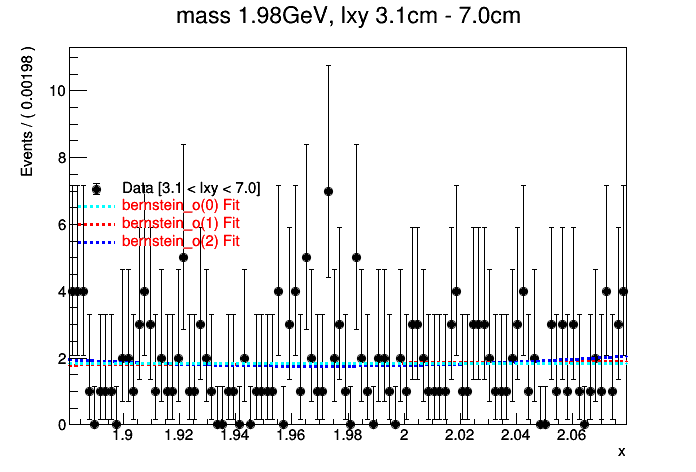 mass 1.98GeV, lxy 3.1cm - 7.0cm
Events / ( 0.00198 )
10
8
6
4
2
0
Data [3.1 < lxy < 7.0]
bernstein_o(0) Fit
bernstein_o(1) Fit
bernstein_o(2) Fit
1.9 1.92 1.94 1.96 1.98 2 2.02 2.04 2.06
x